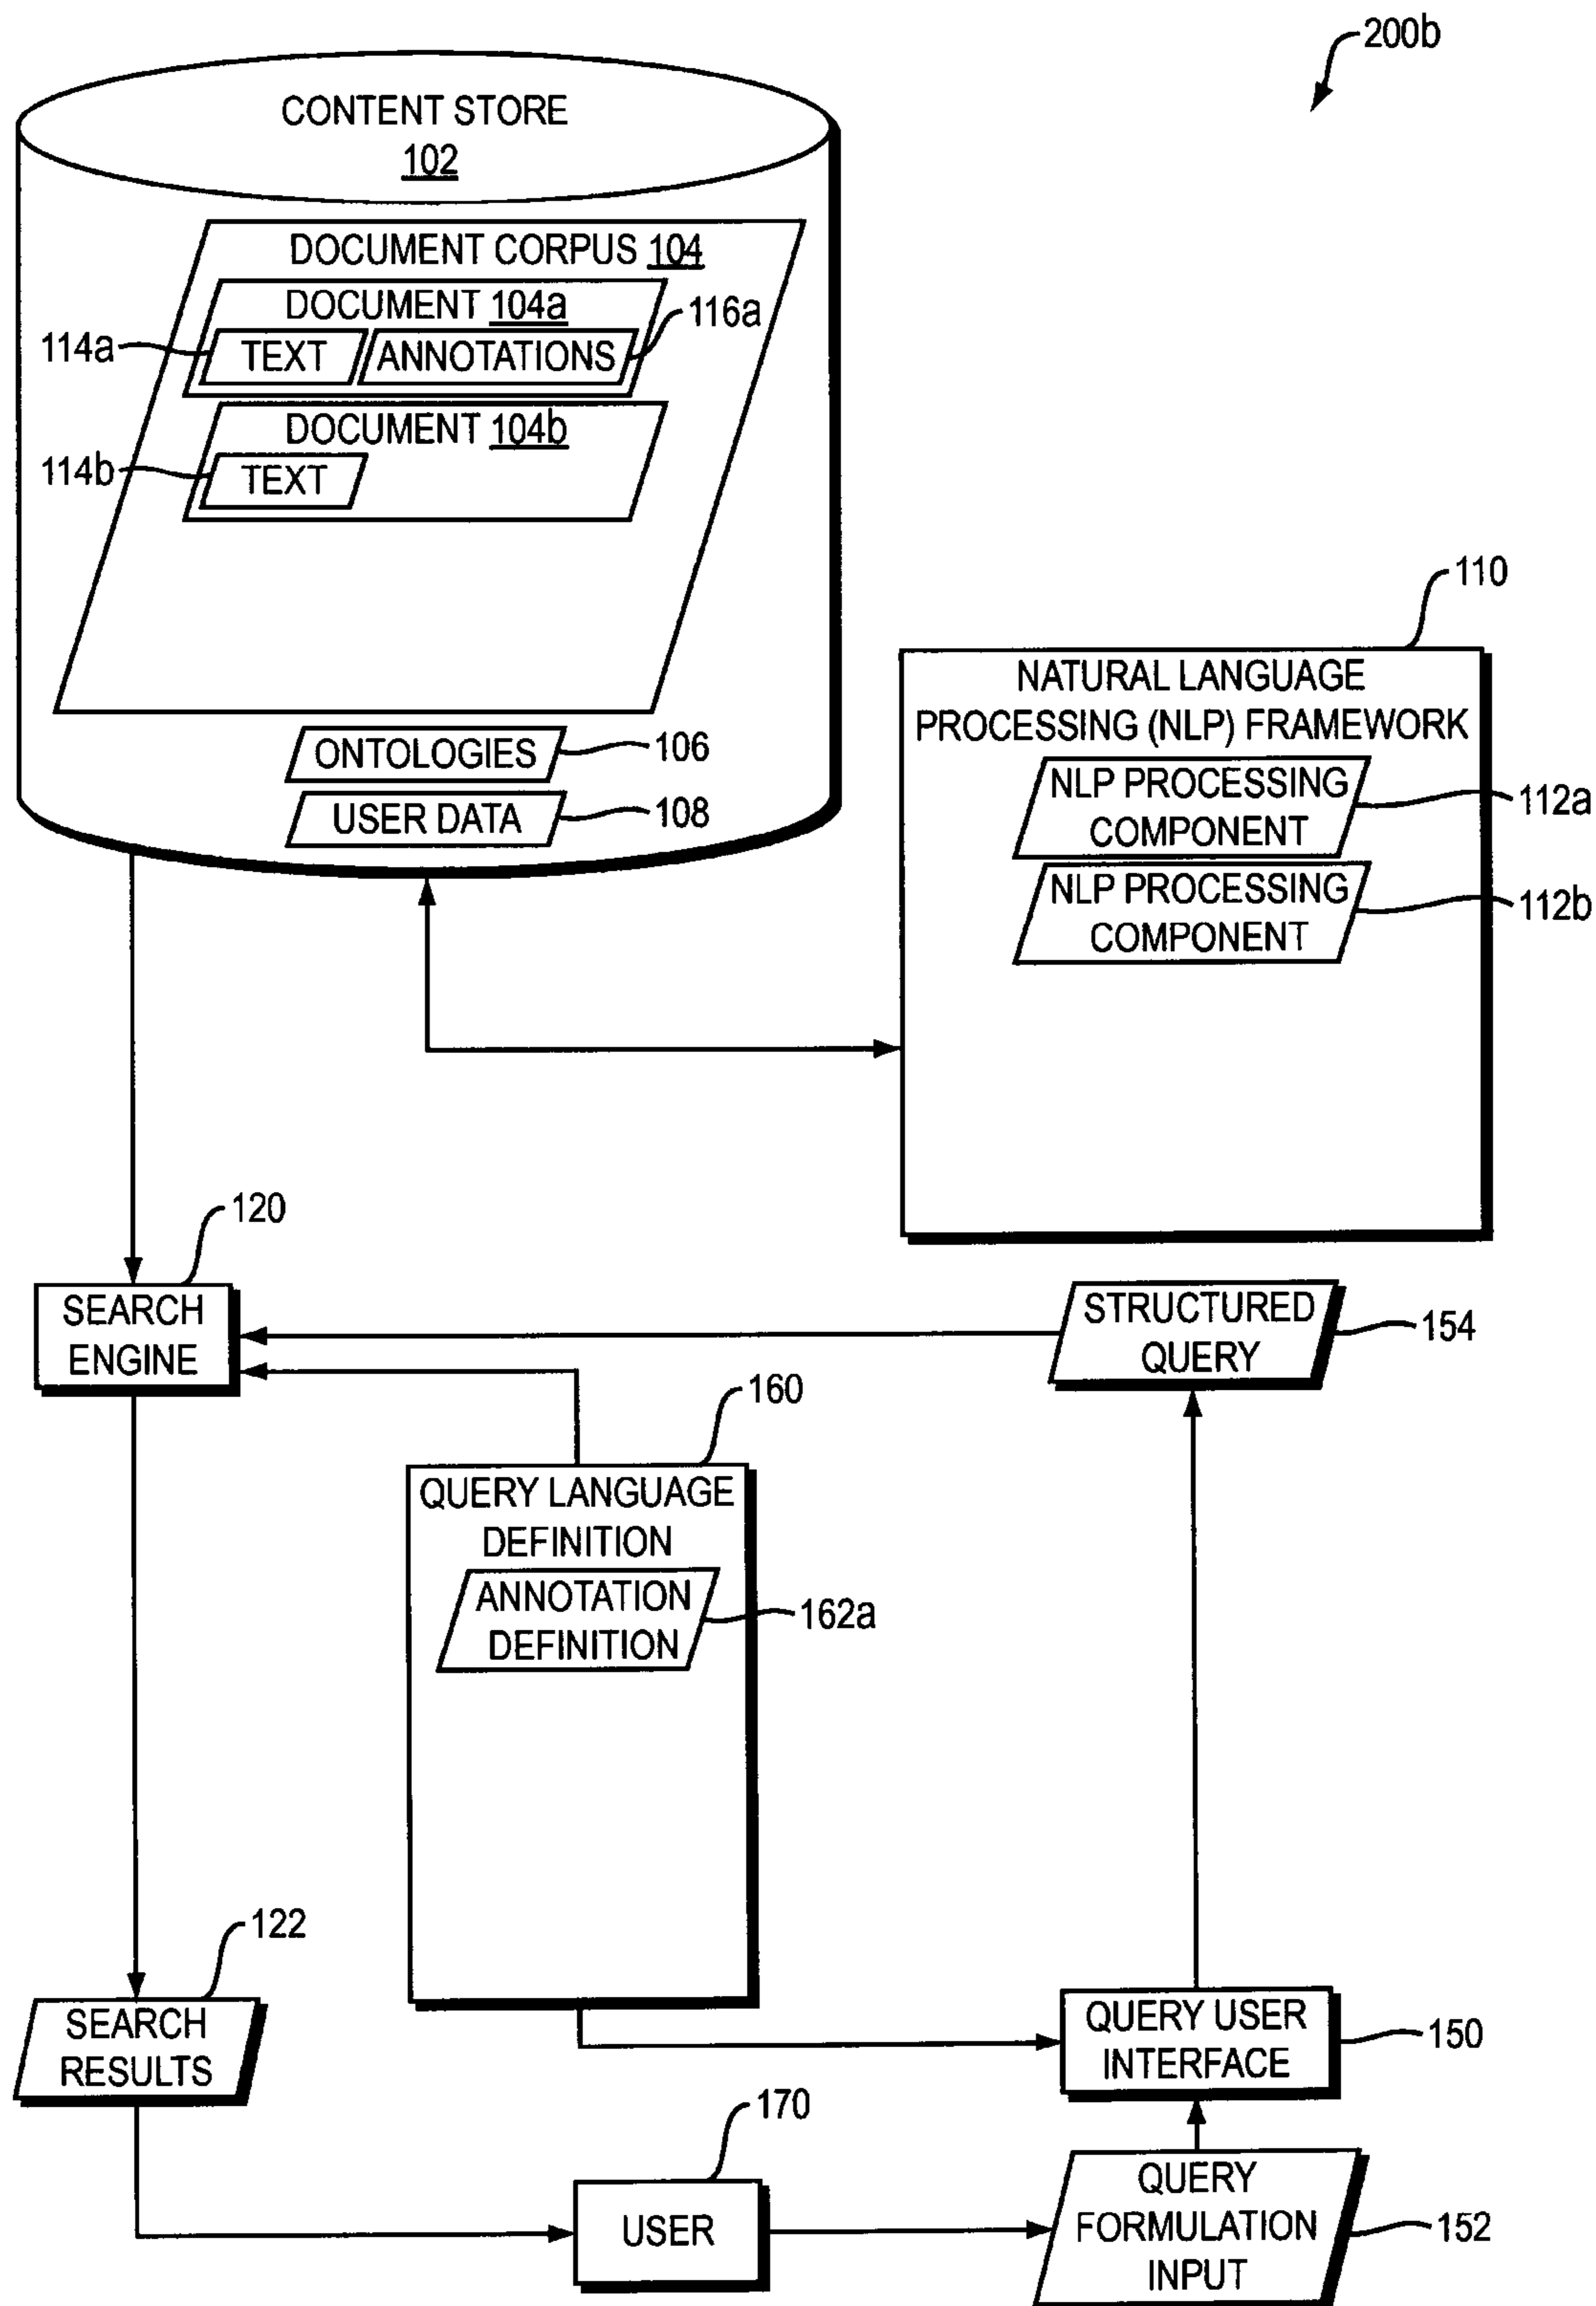 200b
CONTENT STORE
102
DOCUMENT CORPUS 104
DOCUMENT 104a
116a
114a
TEXT
ANNOTATIONS
DOCUMENT 104b
114b
TEXT
110
NATURAL LANGUAGE
PROCESSING (NLP) FRAMEWORK
ONTOLOGIES
106
NLP PROCESSING
COMPONENT
112a
USER DATA
108
NLP PROCESSING
COMPONENT
112b
120
SEARCH
ENGINE
STRUCTURED
QUERY
154
160
QUERY LANGUAGE
DEFINITION
ANNOTATION
DEFINITION
162a
122
SEARCH
RESULTS
QUERY USER
INTERFACE
150
170
USER
QUERY
FORMULATION
INPUT
152